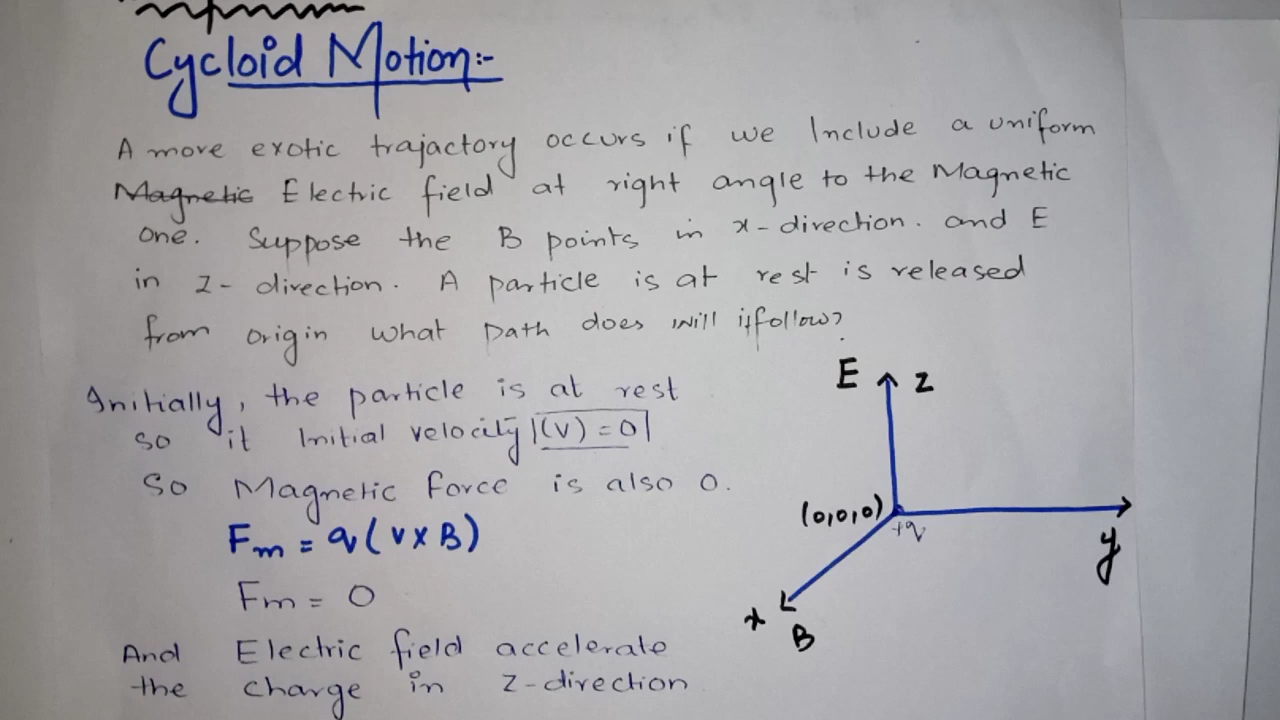 Cycloid Motion:-
A more exotic trajactory occurs if we Include a uniform
Magnetic Electric field at right angle to the Magnetic
one. Suppose the B points in x-direction. and E
in z-direction. A particle is at rest is released
from origin what path does will it follow?
Initially, the particle is at rest
so it Initial velocity |(v) = 0|
So Magnetic force is also 0.
Fm = q(v×B)
Fm = 0
And Electric field accelerate
the charge in z-direction
E z
(0,0,0)
+q
y
x
B